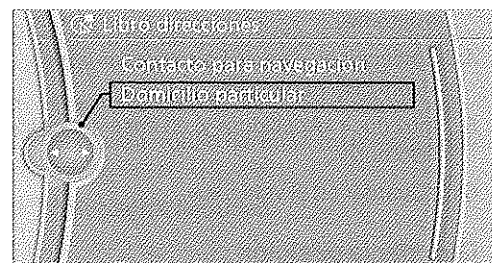 Libro direcciones
Contacto para navegación
Domicilio particular